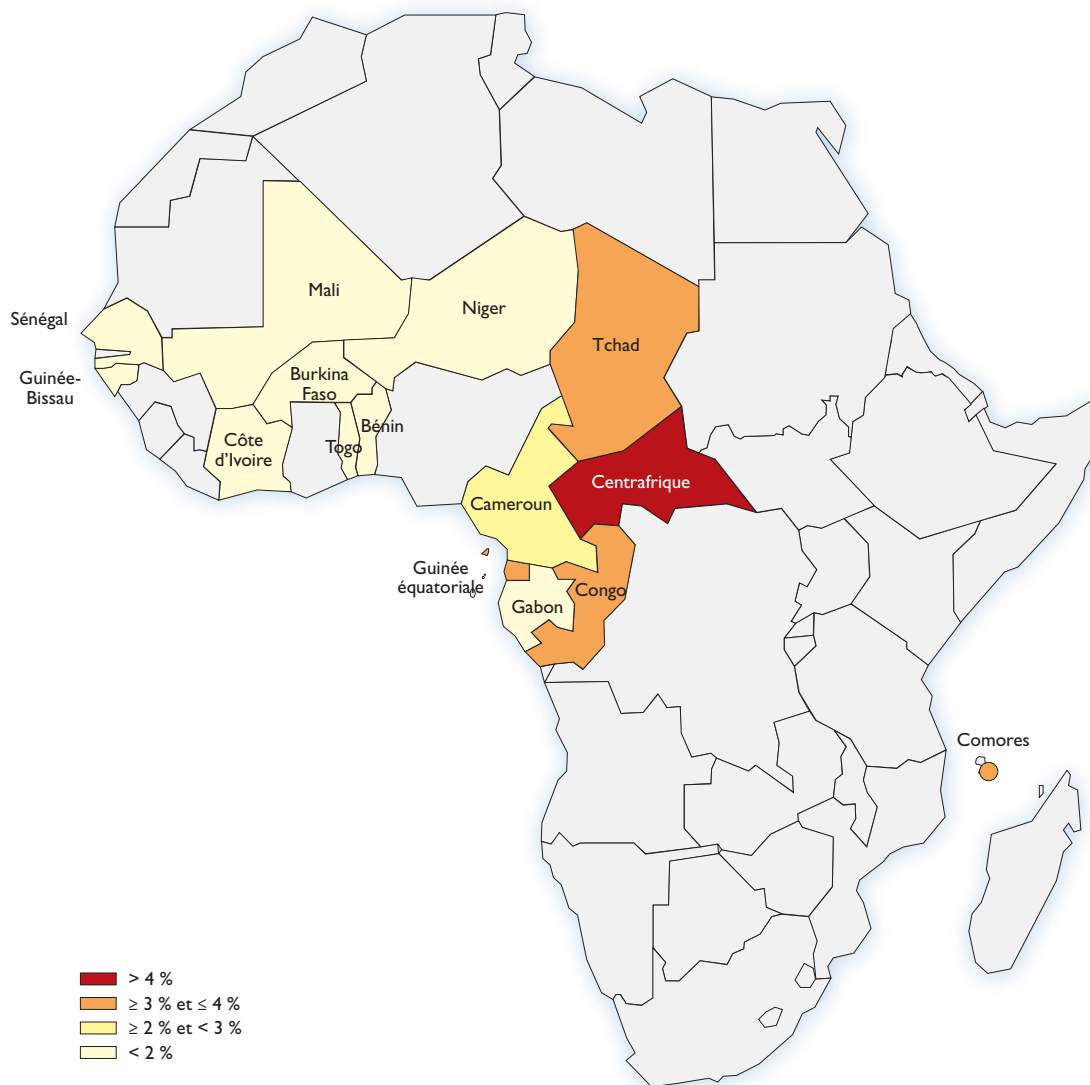 Mali
Niger
Sénégal
Tchad
Guinée-
Bissau
Burkina
Faso
Bénin
Côte
d'Ivoire
Togo
Centrafrique
Cameroun
Guinée
équatoriale
Congo
Gabon
Comores
> 4 %
≥ 3 % et ≤ 4 %
≥ 2 % et < 3 %
< 2 %